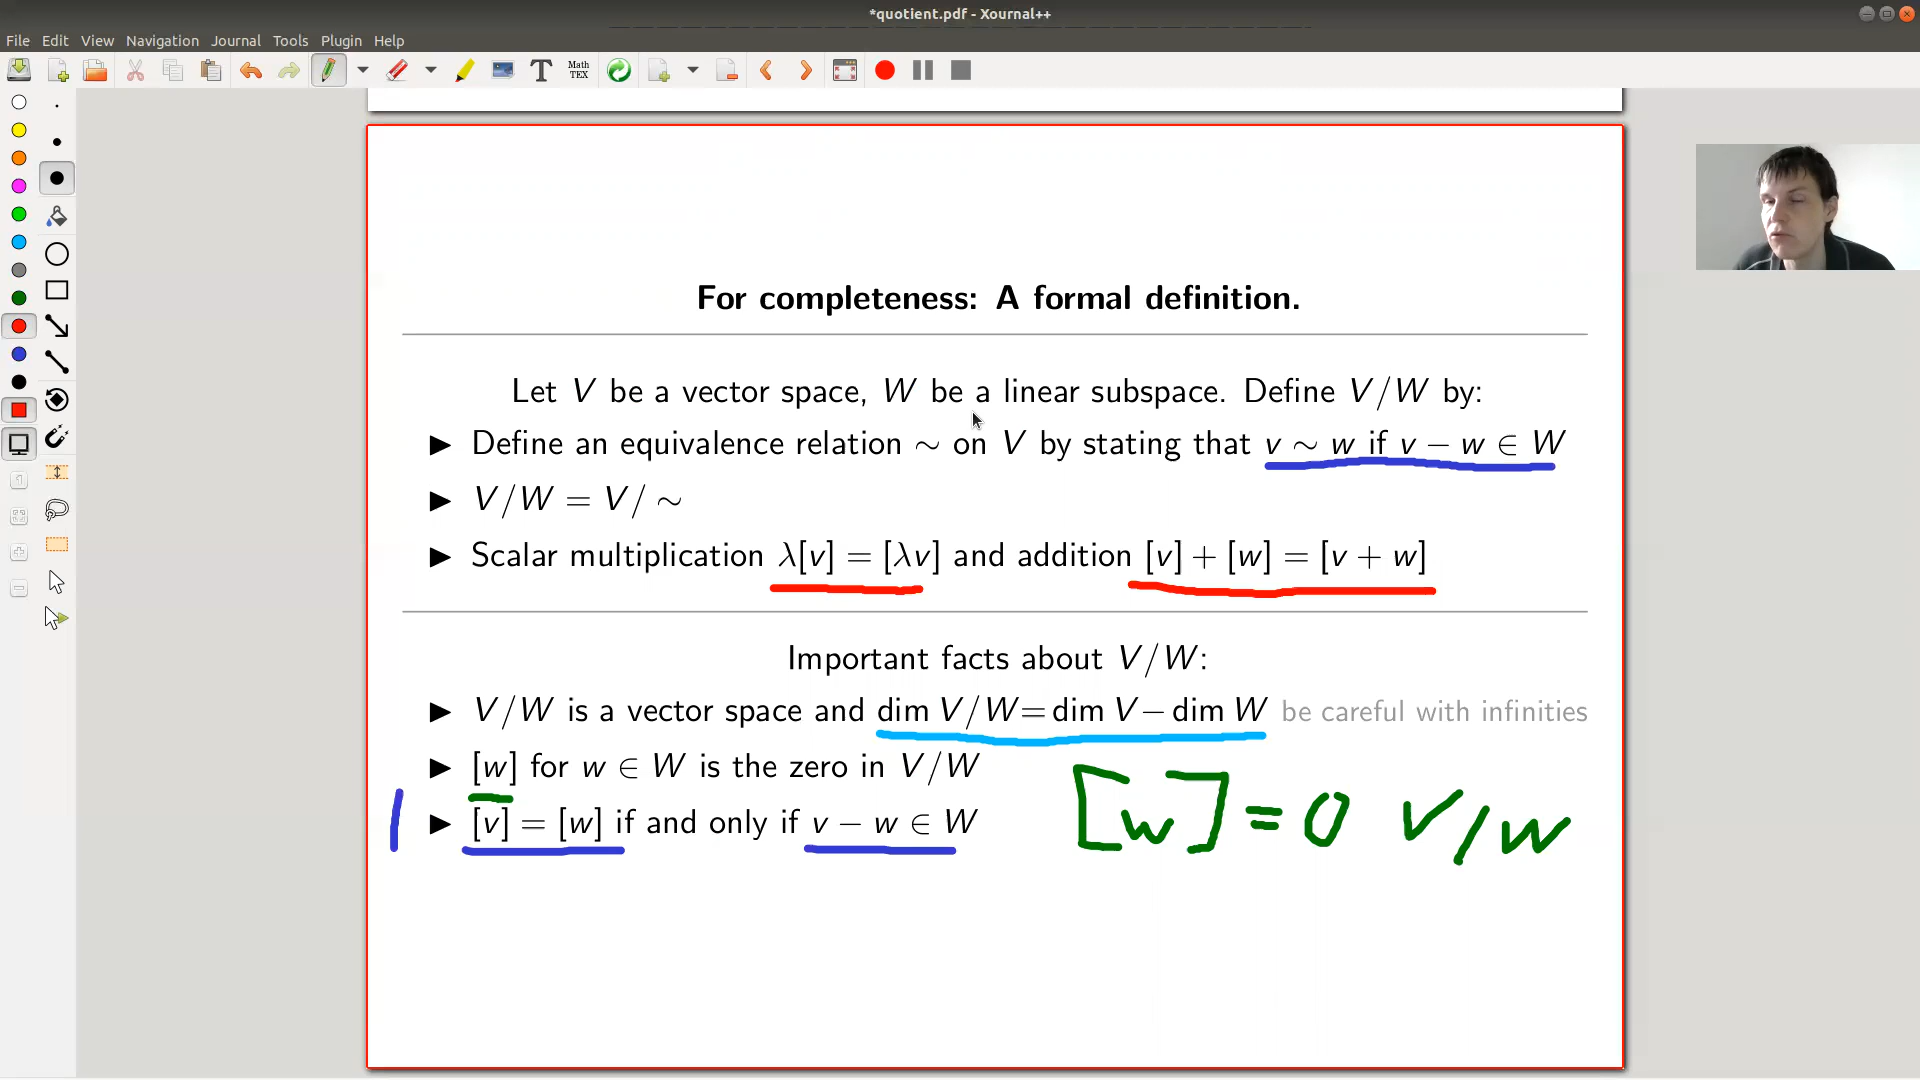 *quotient.pdf - Xournal++
File Edit View Navigation Journal Tools Plugin Help
T Math TEX
For completeness: A formal definition.
Let V be a vector space, W be a linear subspace. Define V/W by:
▶ Define an equivalence relation ∼ on V by stating that v ∼ w if v − w ∈ W
▶ V/W = V/ ∼
▶ Scalar multiplication λ[v] = [λv] and addition [v] + [w] = [v + w]
Important facts about V/W:
▶ V/W is a vector space and dim V/W = dim V − dim W be careful with infinities
▶ [w] for w ∈ W is the zero in V/W
▶ [v] = [w] if and only if v − w ∈ W
[w] = 0 V/W